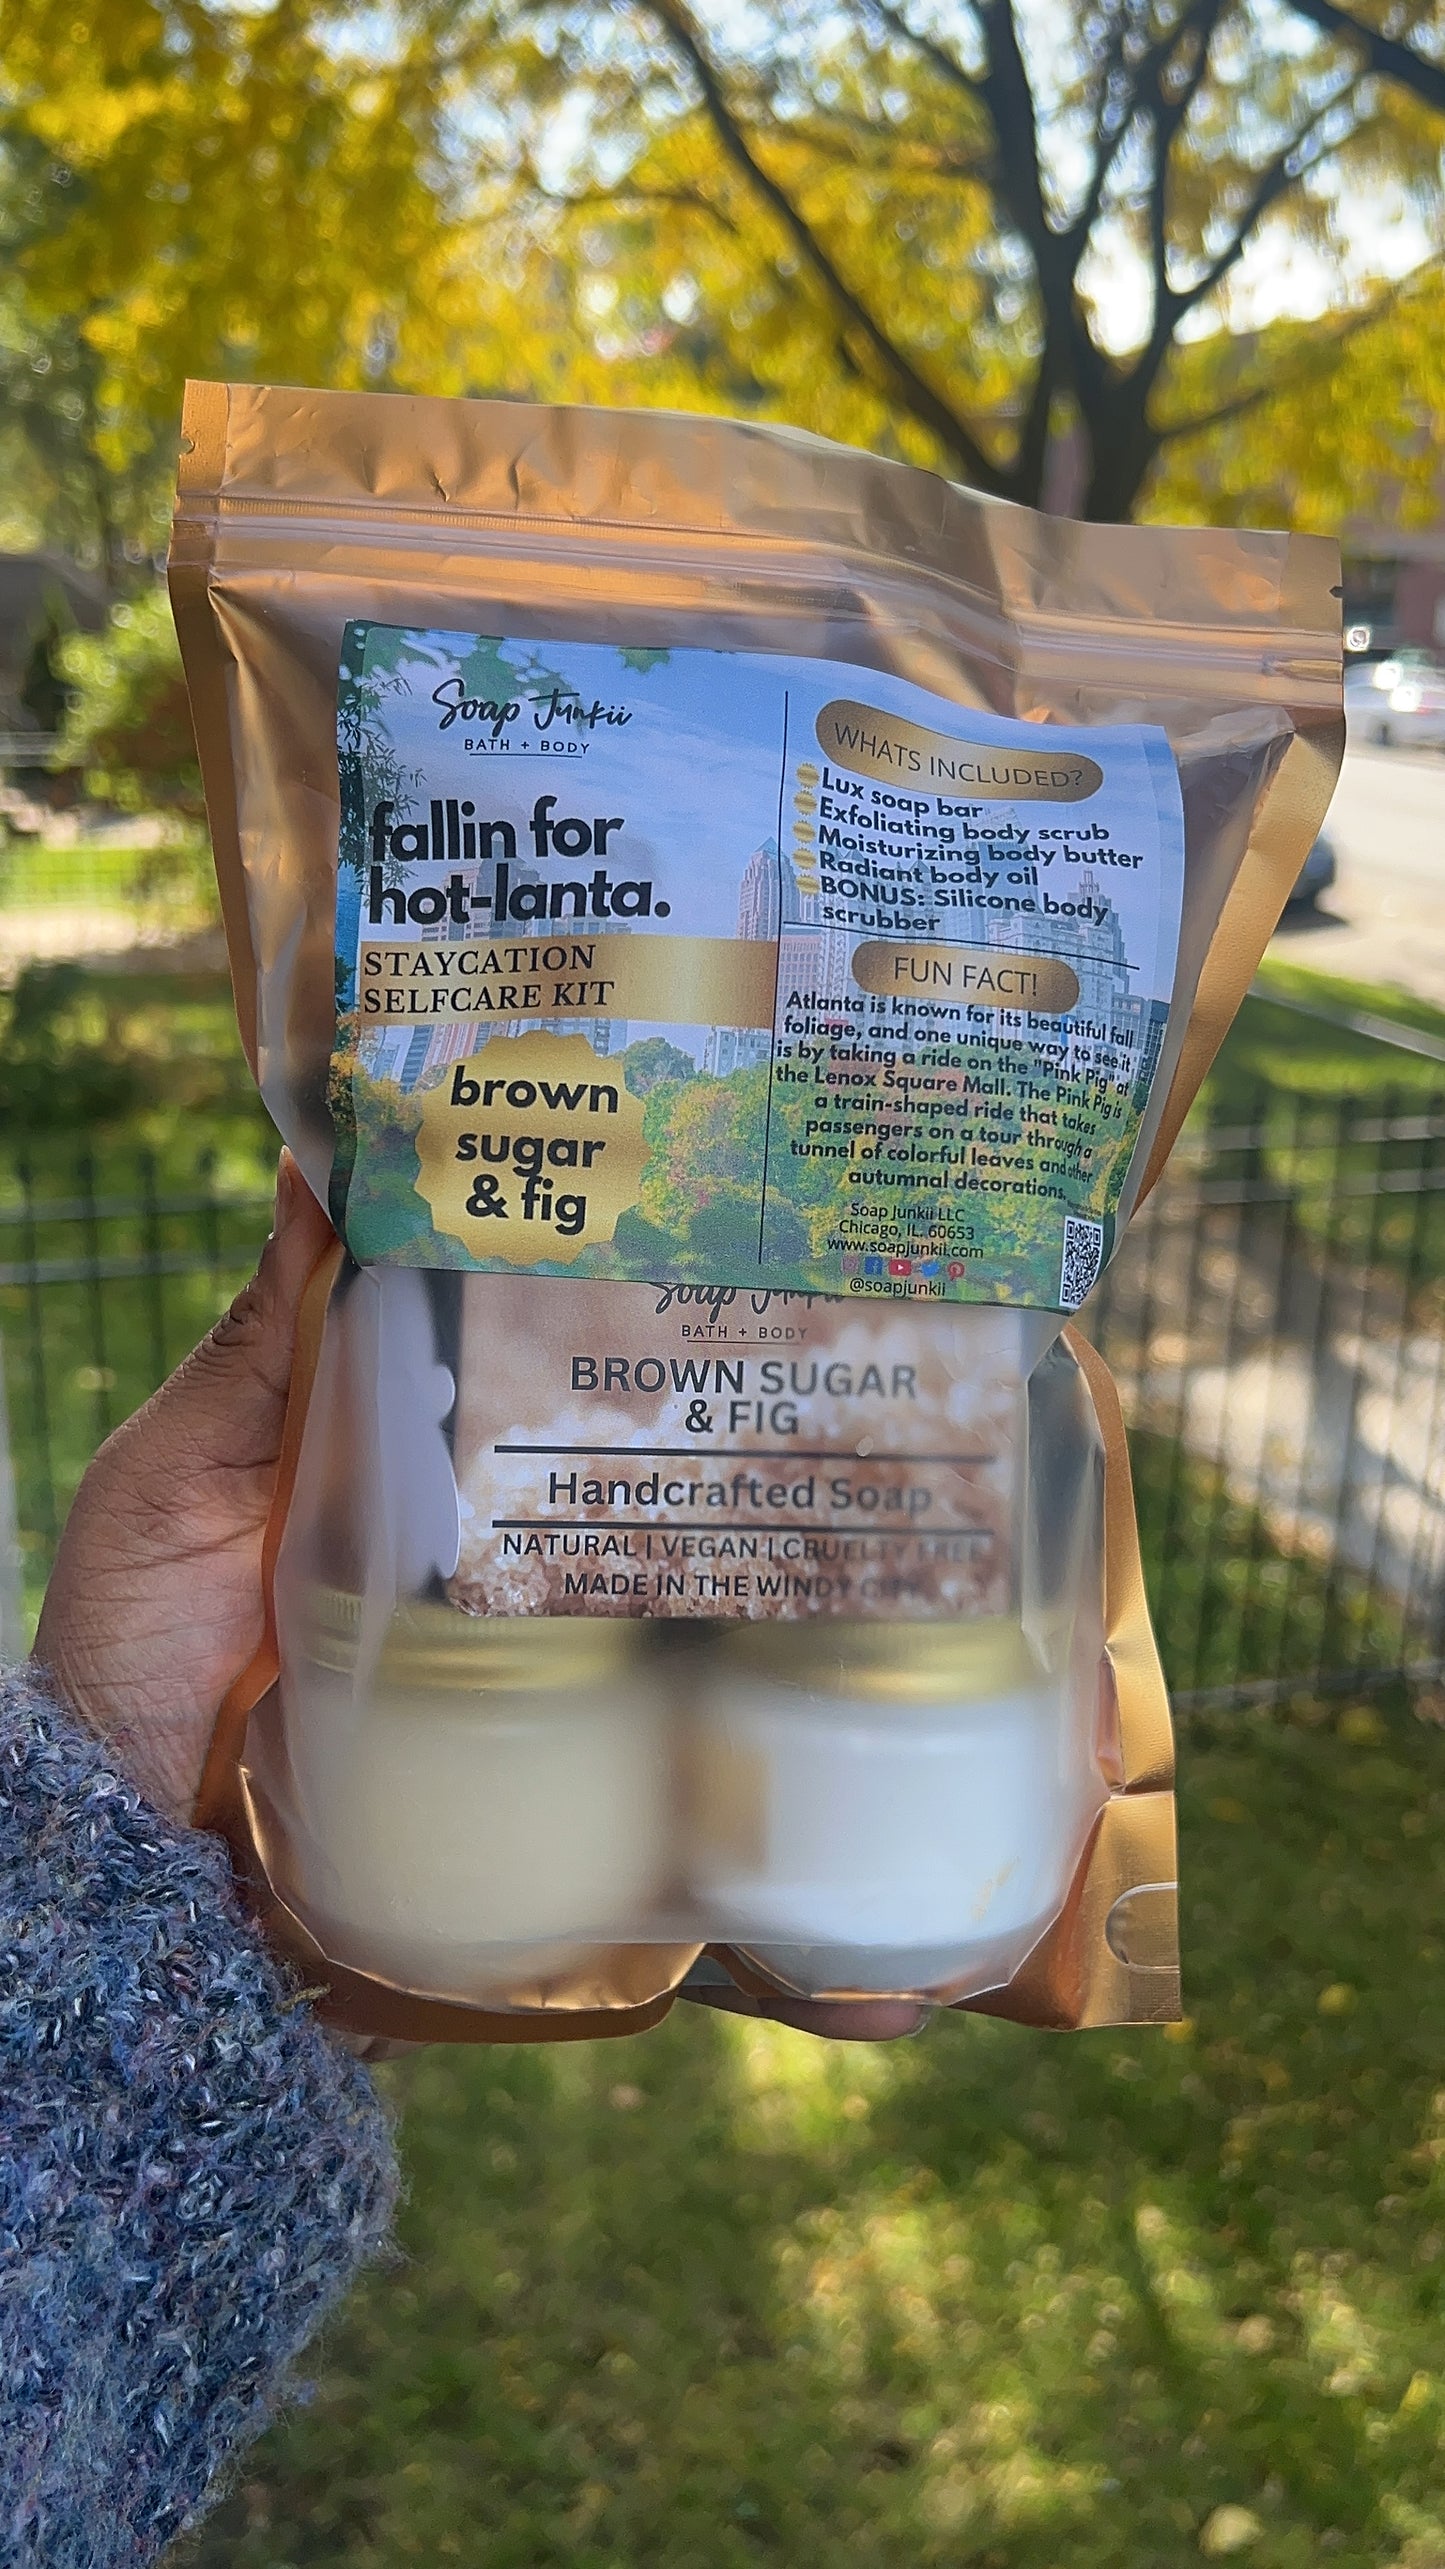 Soap Junkii
BATH + BODY
fallin for
hot-lanta.
STAYCATION
SELFCARE KIT
brown
sugar
& fig
WHATS INCLUDED?
Lux soap bar
Exfoliating body scrub
Moisturizing body butter
Radiant body oil
BONUS: Silicone body
scrubber
FUN FACT!
Atlanta is known for its beautiful fall
foliage, and one unique way to see it,
is by taking a ride on the "Pink Pig" at
the Lenox Square Mall. The Pink Pig is
a train-shaped ride that takes
passengers on a tour through a
tunnel of colorful leaves and other
autumnal decorations.
Soap Junkii LLC
Chicago, IL. 60653
www.soapjunkii.com
@soapjunkii
Soap Junkii
BATH + BODY
BROWN SUGAR
& FIG
Handcrafted Soap
NATURAL | VEGAN | CRUELTY FREE
MADE IN THE WINDY CITY